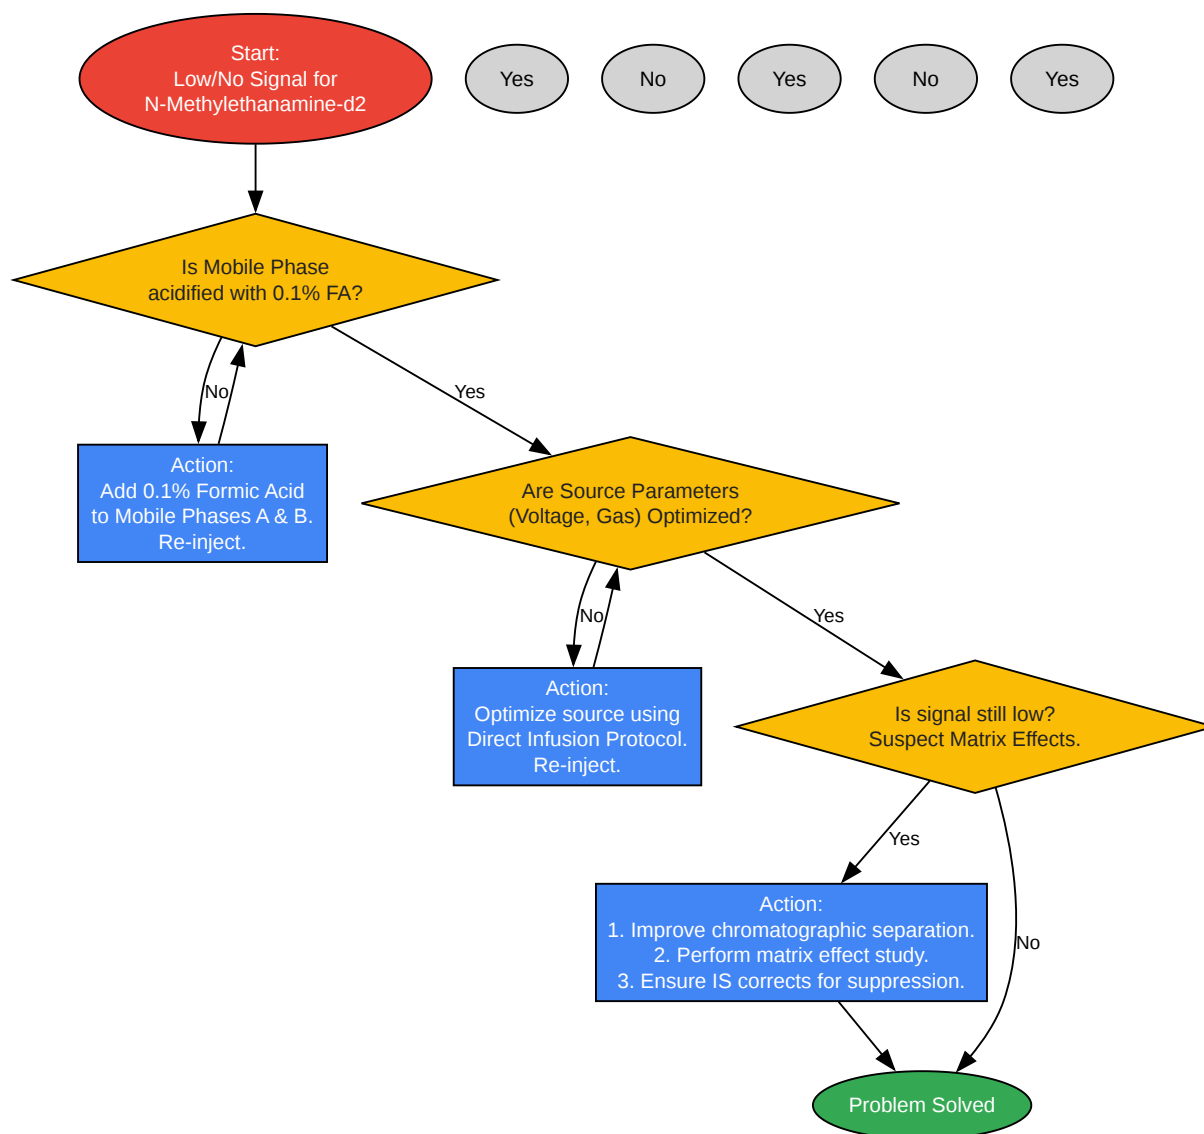 Start:
Low/No Signal for
N-Methylethanamine-d2
Yes
No
Yes
No
Yes
Is Mobile Phase
acidified with 0.1% FA?
No
Yes
Action:
Add 0.1% Formic Acid
to Mobile Phases A & B.
Re-inject.
Are Source Parameters
(Voltage, Gas) Optimized?
No
Yes
Action:
Optimize source using
Direct Infusion Protocol.
Re-inject.
Is signal still low?
Suspect Matrix Effects.
Yes
No
Action:
1. Improve chromatographic separation.
2. Perform matrix effect study.
3. Ensure IS corrects for suppression.
Problem Solved